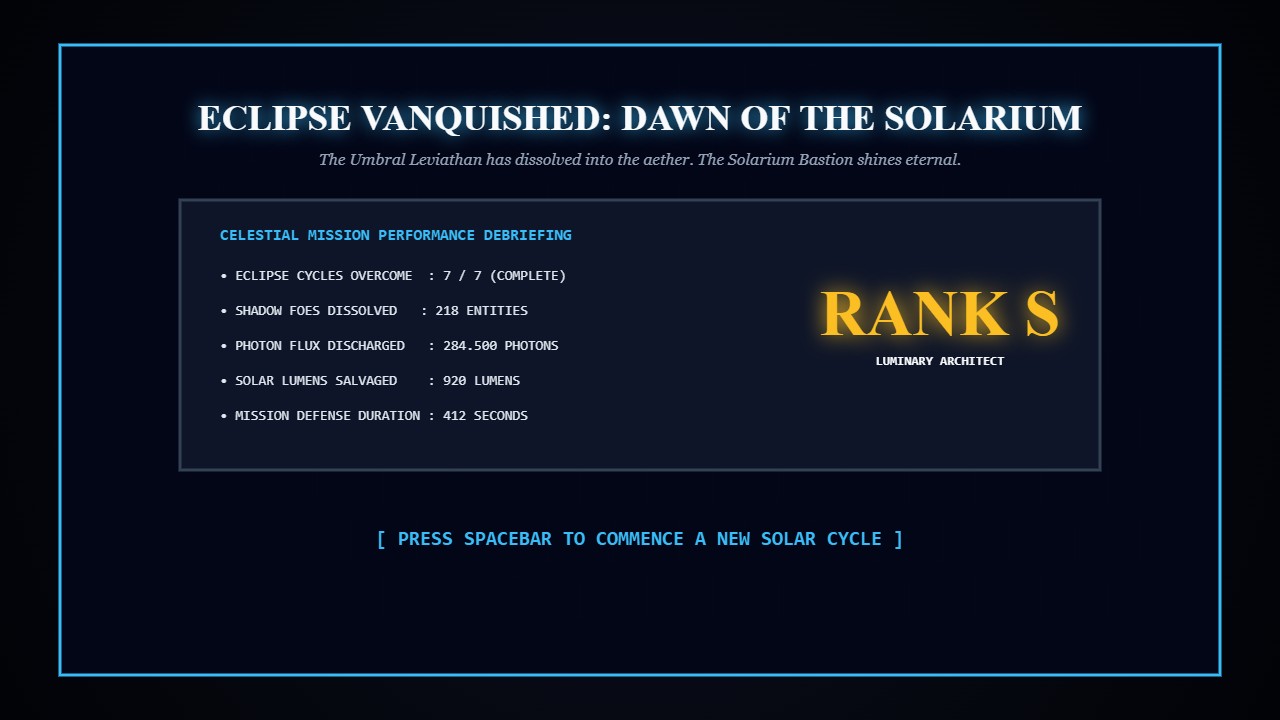 ECLIPSE VANQUISHED: DAWN OF THE SOLARIUM
The Umbral Leviathan has dissolved into the aether. The Solarium Bastion shines eternal.
CELESTIAL MISSION PERFORMANCE DEBRIEFING
• ECLIPSE CYCLES OVERCOME  : 7 / 7 (COMPLETE)
• SHADOW FOES DISSOLVED   : 218 ENTITIES
• PHOTON FLUX DISCHARGED   : 284.500 PHOTONS
• SOLAR LUMENS SALVAGED    : 920 LUMENS
• MISSION DEFENSE DURATION : 412 SECONDS
RANK S
LUMINARY ARCHITECT
[ PRESS SPACEBAR TO COMMENCE A NEW SOLAR CYCLE ]